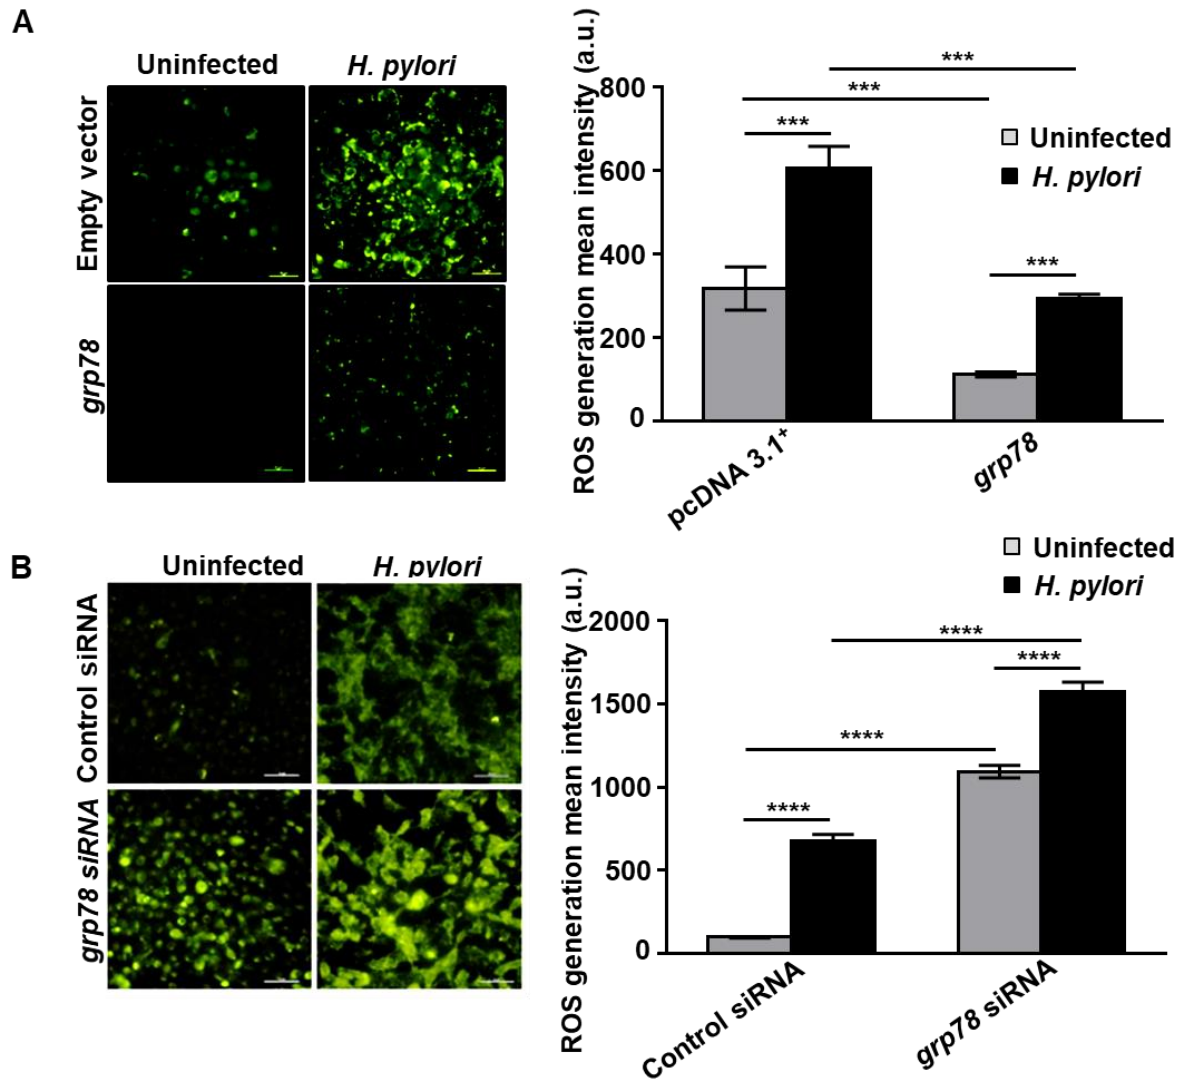 A
Uninfected
H. pylori
Empty vector
grp78
ROS generation mean intensity (a.u.)
800
600
400
200
0
***
***
***
***
Uninfected
H. pylori
pcDNA 3.1+
grp78
B
Uninfected
H. pylori
Control siRNA
grp78 siRNA
ROS generation mean intensity (a.u.)
2000
1500
1000
500
0
Uninfected
H. pylori
****
****
****
****
Control siRNA
grp78 siRNA